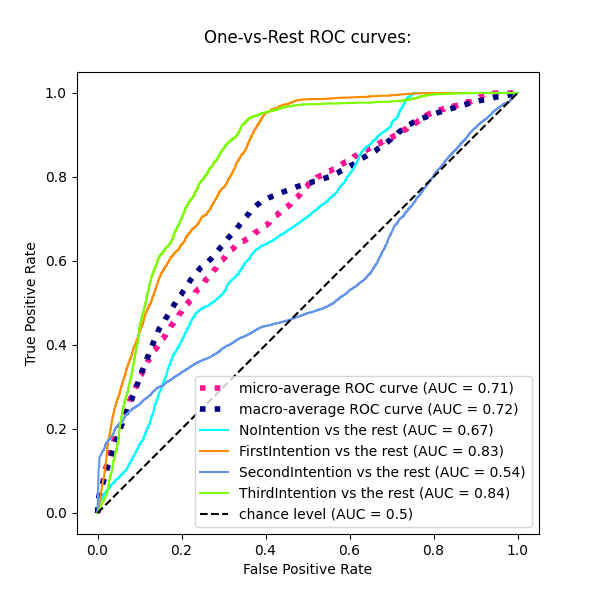 One-vs-Rest ROC curves:
True Positive Rate
1.0
0.8
0.6
0.4
0.2
0.0
micro-average ROC curve (AUC = 0.71)
macro-average ROC curve (AUC = 0.72)
NoIntention vs the rest (AUC = 0.67)
FirstIntention vs the rest (AUC = 0.83)
SecondIntention vs the rest (AUC = 0.54)
ThirdIntention vs the rest (AUC = 0.84)
chance level (AUC = 0.5)
0.0 0.2 0.4 0.6 0.8 1.0
False Positive Rate